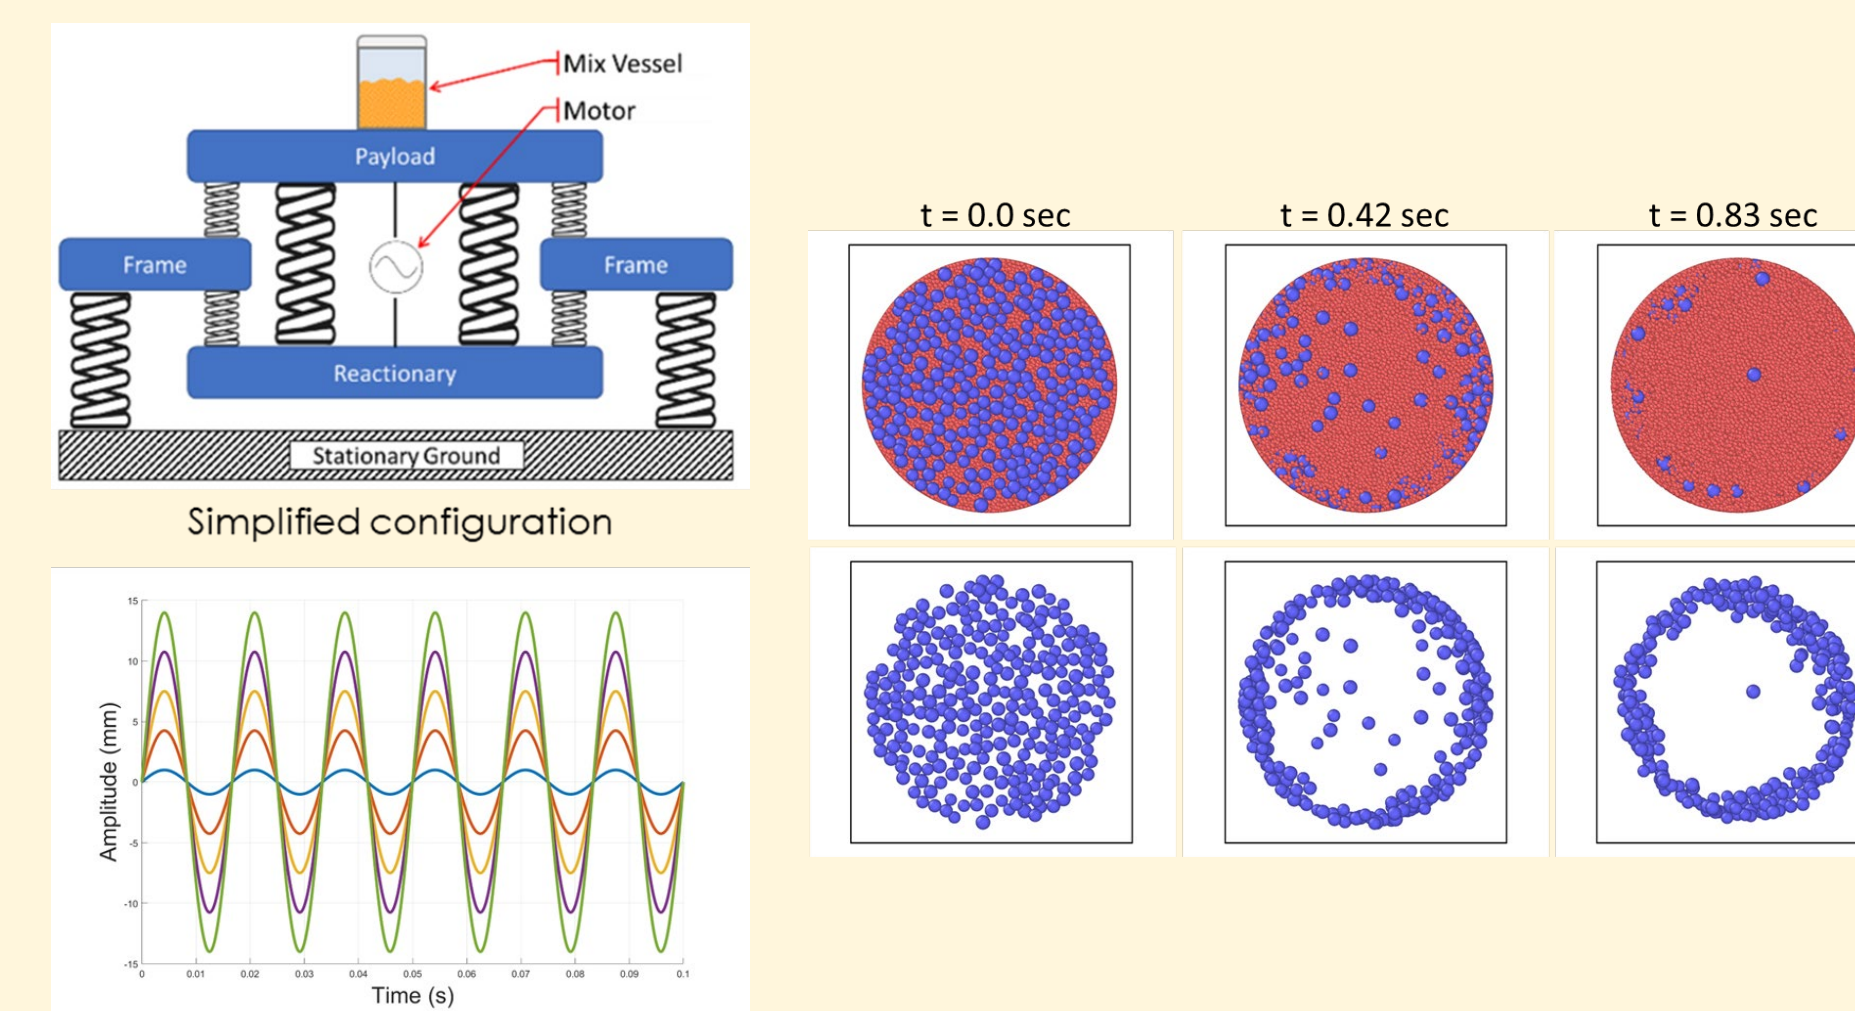 Mix Vessel
Motor
Payload
Frame
Frame
Reactionary
Stationary Ground
Simplified configuration
15
10
5
0
-5
-10
-15
0 0.01 0.02 0.03 0.04 0.05 0.06 0.07 0.08 0.09 0.1
Amplitude (mm)
Time (s)
t = 0.0 sec
t = 0.42 sec
t = 0.83 sec